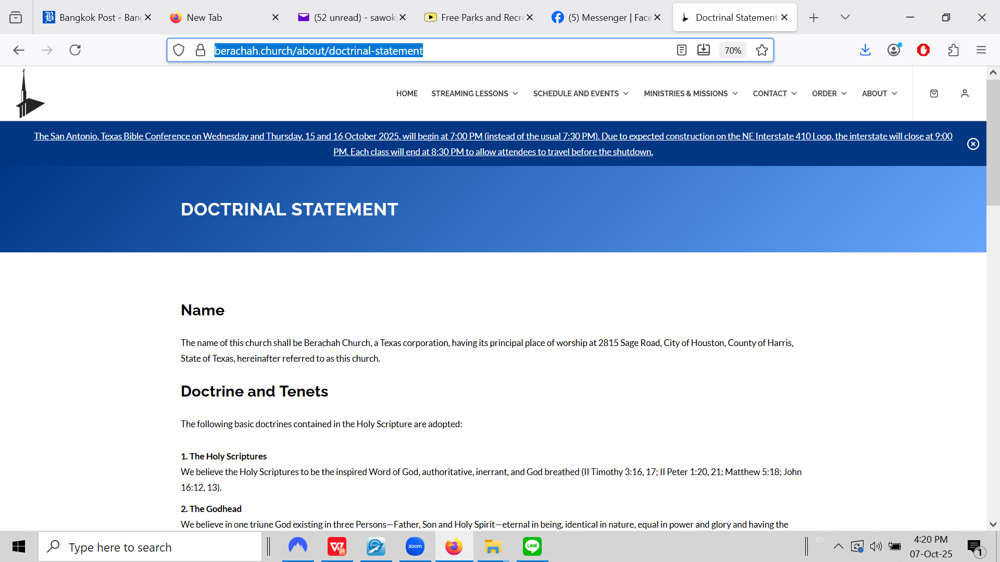 Bangkok Post - Bang
New Tab
(52 unread) - sawok
Free Parks and Recre
(5) Messenger | Face
Doctrinal Statement
berachah.church/about/doctrinal-statement
70%
HOME
STREAMING LESSONS
SCHEDULE AND EVENTS
MINISTRIES & MISSIONS
CONTACT
ORDER
ABOUT
The San Antonio, Texas Bible Conference on Wednesday and Thursday, 15 and 16 October 2025, will begin at 7:00 PM (instead of the usual 7:30 PM). Due to expected construction on the NE Interstate 410 Loop, the interstate will close at 9:00
PM. Each class will end at 8:30 PM to allow attendees to travel before the shutdown.
DOCTRINAL STATEMENT
Name
The name of this church shall be Berachah Church, a Texas corporation, having its principal place of worship at 2815 Sage Road, City of Houston, County of Harris,
State of Texas, hereinafter referred to as this church.
Doctrine and Tenets
The following basic doctrines contained in the Holy Scripture are adopted:
1. The Holy Scriptures
We believe the Holy Scriptures to be the inspired Word of God, authoritative, inerrant, and God breathed (II Timothy 3:16, 17; II Peter 1:20, 21; Matthew 5:18; John
16:12, 13).
2. The Godhead
We believe in one triune God existing in three Persons—Father, Son and Holy Spirit—eternal in being, identical in nature, equal in power and glory and having the
Type here to search
zoom
LINE
EN
4:20 PM
07-Oct-25
1